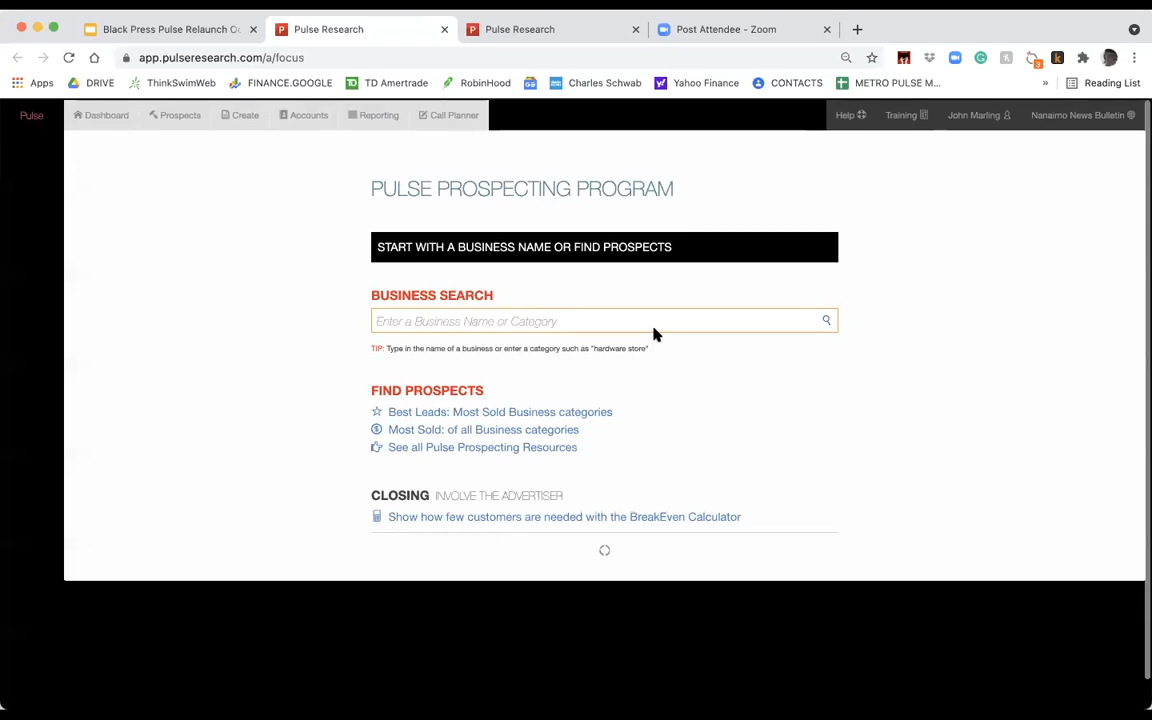 Black Press Pulse Relaunch Oc
Pulse Research
Pulse Research
Post Attendee - Zoom
app.pulseresearch.com/a/focus
3
Apps
DRIVE
ThinkSwimWeb
FINANCE.GOOGLE
TD Amertrade
RobinHood
Charles Schwab
Yahoo Finance
CONTACTS
METRO PULSE M...
»
Reading List
Pulse
Dashboard
Prospects
Create
Accounts
Reporting
Call Planner
Help
Training
John Marling
Nanaimo News Bulletin
PULSE PROSPECTING PROGRAM
START WITH A BUSINESS NAME OR FIND PROSPECTS
BUSINESS SEARCH
Enter a Business Name or Category
TIP: Type in the name of a business or enter a category such as "hardware store"
FIND PROSPECTS
Best Leads: Most Sold Business categories
Most Sold: of all Business categories
See all Pulse Prospecting Resources
CLOSING INVOLVE THE ADVERTISER
Show how few customers are needed with the BreakEven Calculator